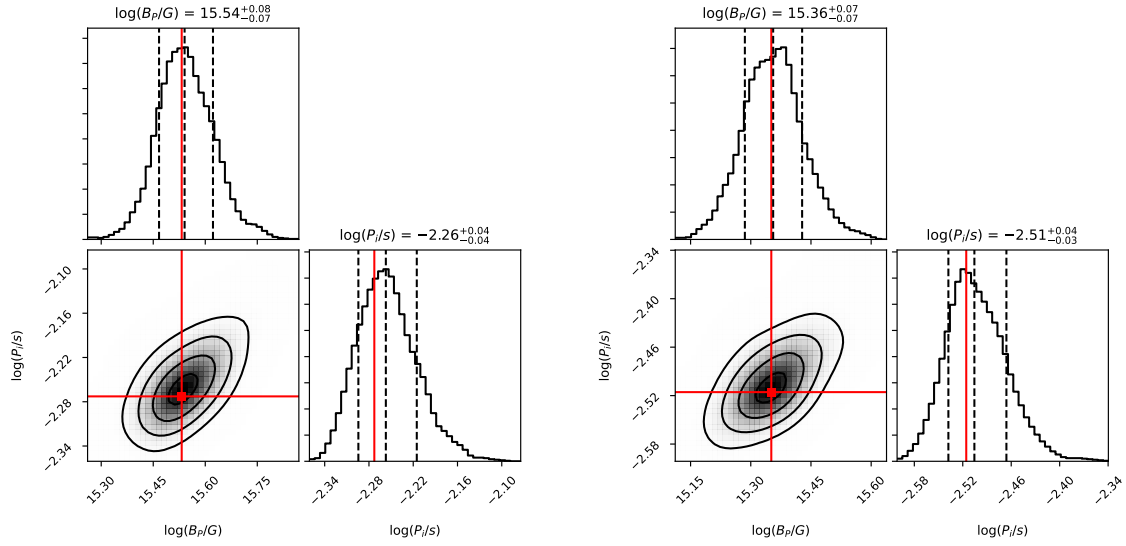 log(B_P/G) = 15.54^{+0.08}_{−0.07}
log(P_i/s) = −2.26^{+0.04}_{−0.04}
log(P_i/s)
−2.10
−2.16
−2.22
−2.28
−2.34
15.30
15.45
15.60
15.75
log(B_P/G)
−2.34
−2.28
−2.22
−2.16
−2.10
log(P_i/s)
log(B_P/G) = 15.36^{+0.07}_{−0.07}
log(P_i/s) = −2.51^{+0.04}_{−0.03}
log(P_i/s)
−2.34
−2.40
−2.46
−2.52
−2.58
15.15
15.30
15.45
15.60
log(B_P/G)
−2.58
−2.52
−2.46
−2.40
−2.34
log(P_i/s)